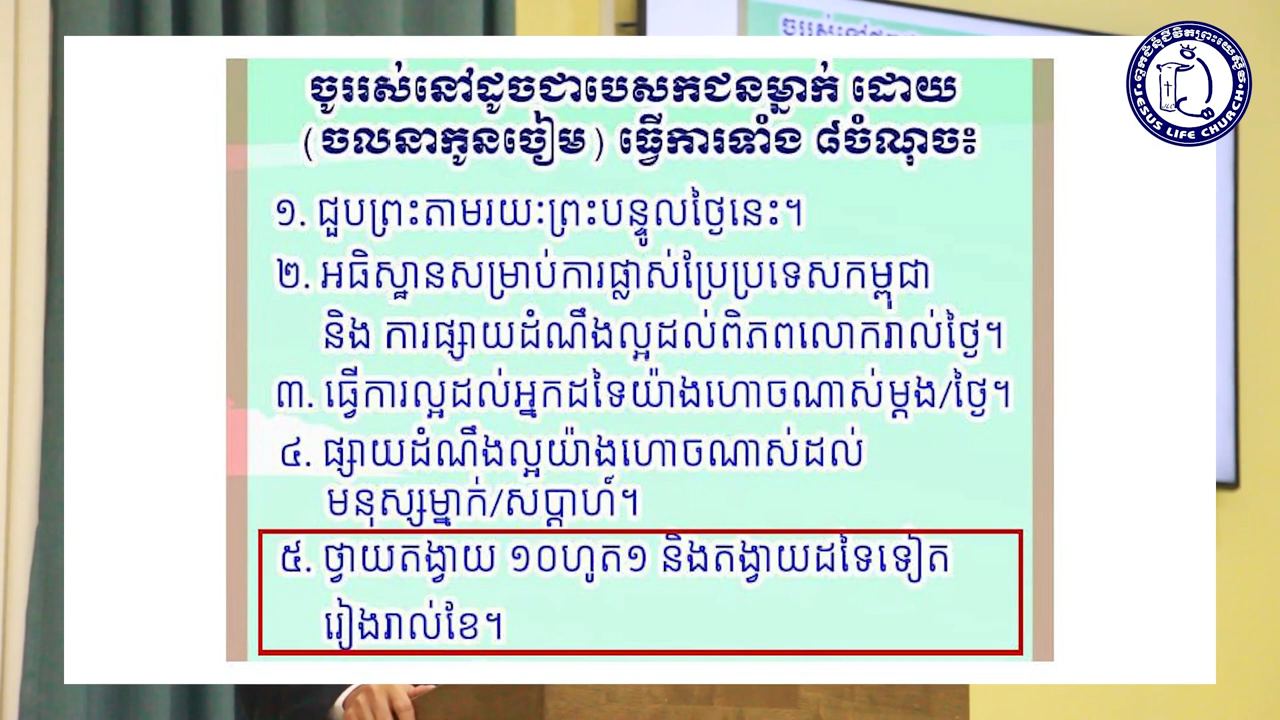 ចូររស់នៅដូចជាបេសកជនម្នាក់ ដោយ
(ចលនាកូនចៀម) ធ្វើការទាំង ៨ចំណុច៖
១. ជួបព្រះតាមរយៈព្រះបន្ទូលថ្ងៃនេះ។
២. អធិស្ឋានសម្រាប់ការផ្លាស់ប្រែប្រទេសកម្ពុជា
និង ការផ្សាយដំណឹងល្អដល់ពិភពលោករាល់ថ្ងៃ។
៣. ធ្វើការល្អដល់អ្នកដទៃយ៉ាងហោចណាស់ម្ដង/ថ្ងៃ។
៤. ផ្សាយដំណឹងល្អយ៉ាងហោចណាស់ដល់
មនុស្សម្នាក់/សប្ដាហ៍។
៥. ថ្វាយតង្វាយ ១០ហូត១ និងតង្វាយដទៃទៀត
រៀងរាល់ខែ។
JESUS LIFE CHURCH